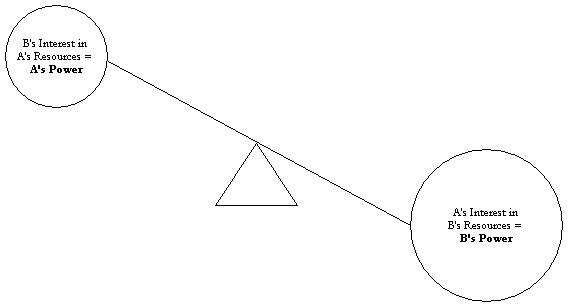 B's Interest in
A's Resources =
A's Power
A's Interest in
B's Resources =
B's Power